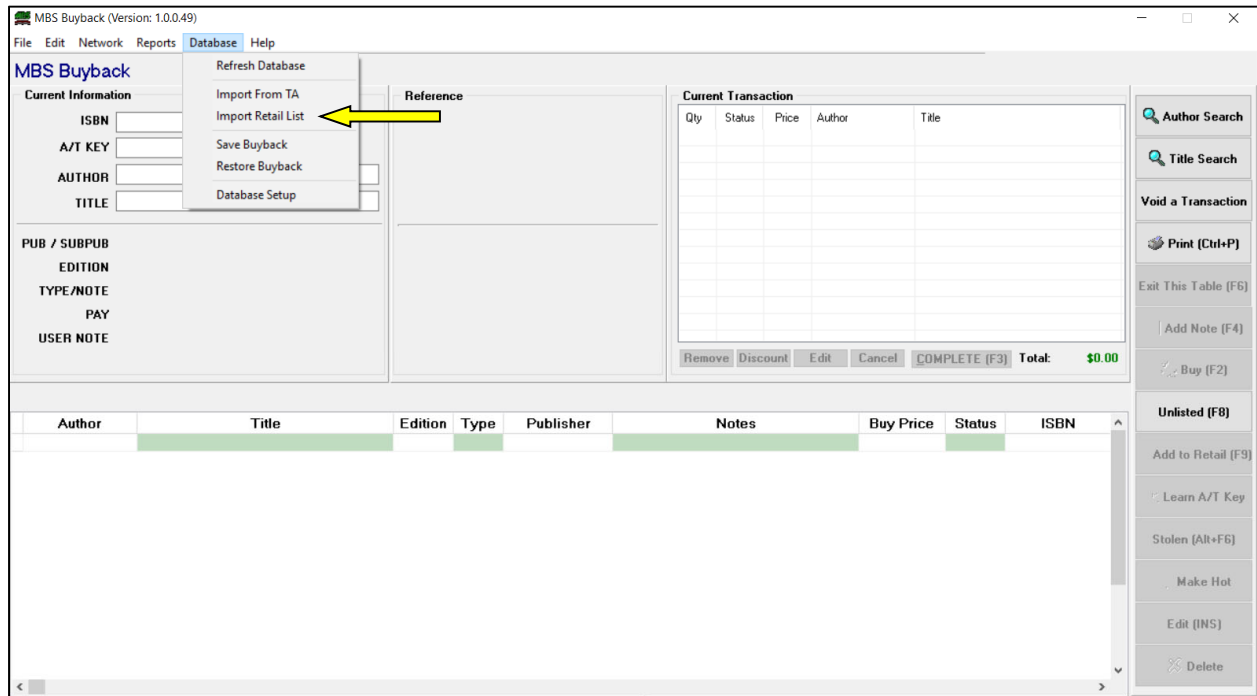 MBS Buyback (Version: 1.0.0.49)
File Edit Network Reports Database Help
MBS Buyback
Refresh Database
Import From TA
Import Retail List
Save Buyback
Restore Buyback
Database Setup
Current Information
ISBN
A/T KEY
AUTHOR
TITLE
PUB / SUBPUB
EDITION
TYPE/NOTE
PAY
USER NOTE
Reference
Current Transaction
Qty Status Price Author Title
Remove Discount Edit Cancel COMPLETE (F3) Total: $0.00
Author Search
Title Search
Void a Transaction
Print (Ctrl+P)
Exit This Table (F6)
Add Note (F4)
Buy (F2)
Unlisted (F8)
Add to Retail (F9)
Learn A/T Key
Stolen (Alt+F6)
Make Hot
Edit (INS)
Delete
Author Title Edition Type Publisher Notes Buy Price Status ISBN